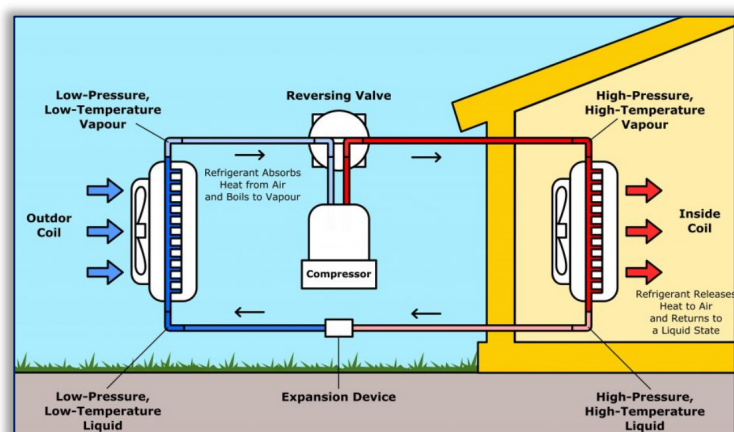 Low-Pressure,
Low-Temperature
Vapour
Reversing Valve
High-Pressure,
High-Temperature
Vapour
Refrigerant Absorbs
Heat from Air
and Boils to Vapour
Outdor
Coil
Compressor
Inside
Coil
Refrigerant Releases
Heat to Air
and Returns to
a Liquid State
Low-Pressure,
Low-Temperature
Liquid
Expansion Device
High-Pressure,
High-Temperature
Liquid